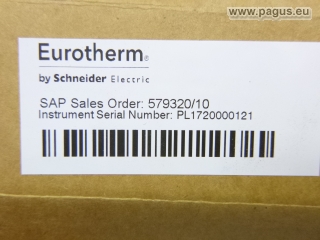 www.pagus.eu
Eurotherm®
by Schneider Electric
SAP Sales Order: 579320/10
Instrument Serial Number: PL1720000121